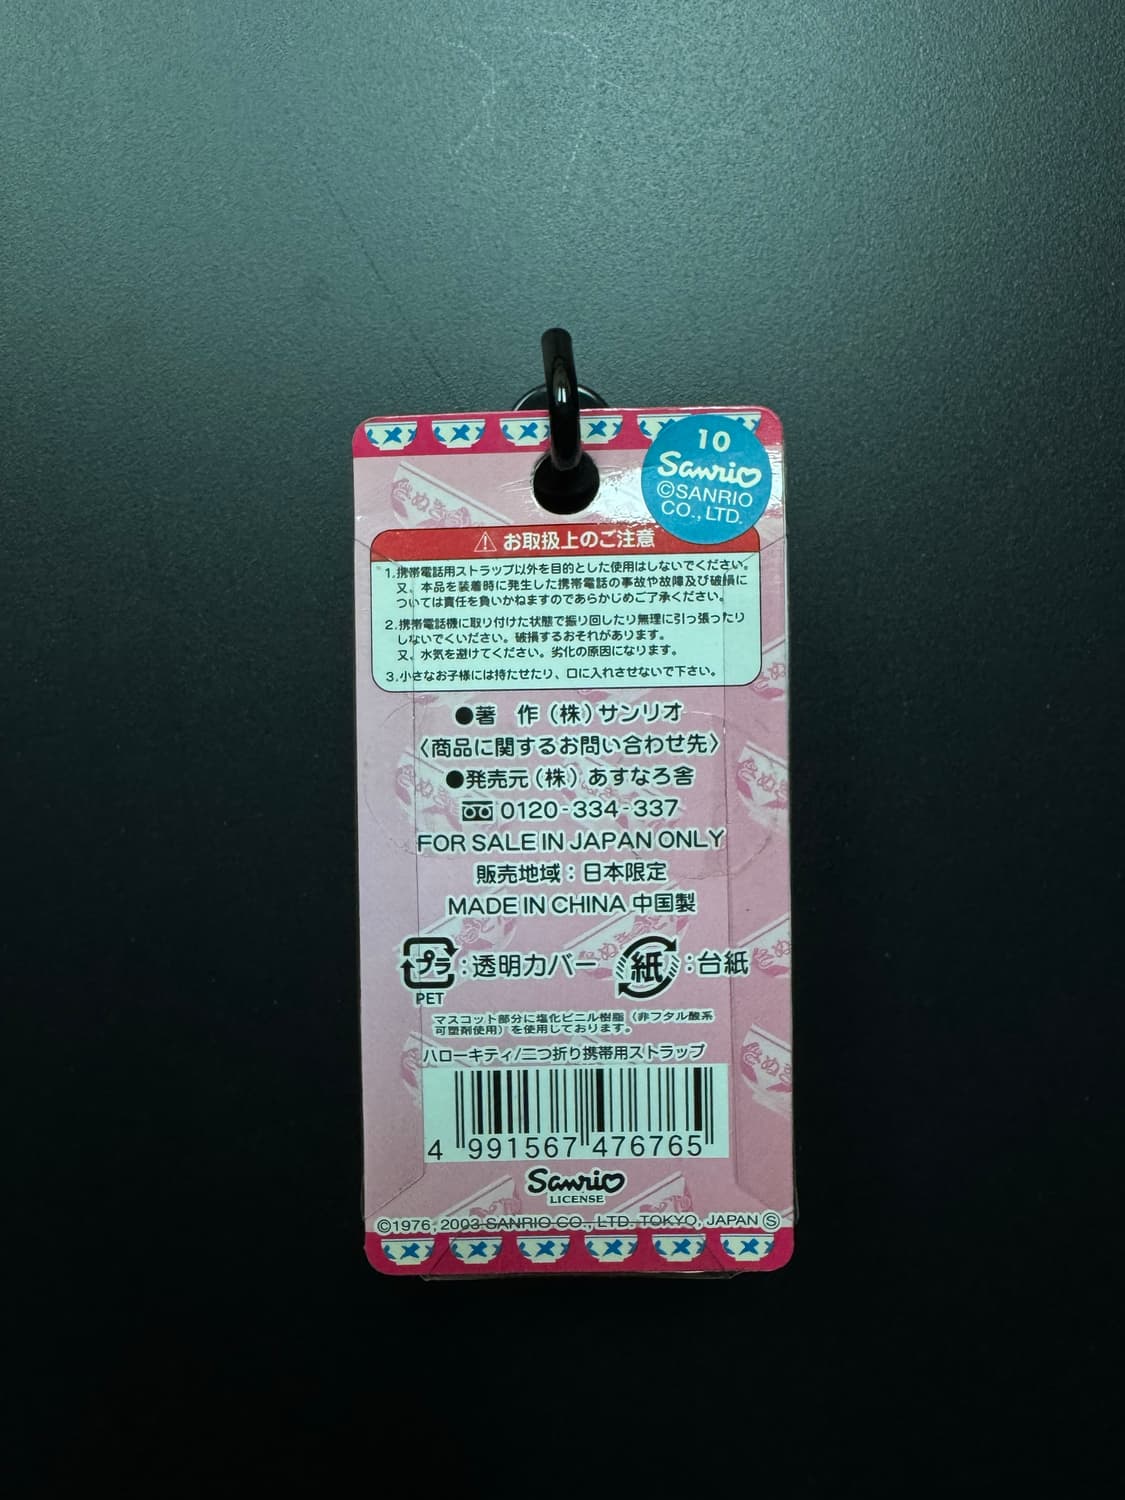 10
Sanrio
©SANRIO
CO., LTD.
お取扱上のご注意
1.携帯電話用ストラップ以外を目的とした使用はしないでください。
又、本品を装着時に発生した携帯電話の事故や故障及び破損に
ついては責任を負いかねますのであらかじめご了承ください。
2.携帯電話機に取り付けた状態で振り回したり無理に引っ張ったり
しないでくいださい。破損するおそれがあります。
又、水気を避けてください。劣化の原因になります。
3.小さなお子様には持たせたり、口に入れさせないで下さい。
●著 作(株)サンリオ
〈商品に関するお問い合わせ先〉
●発売元(株)あすなろ舎
0120-334-337
FOR SALE IN JAPAN ONLY
販売地域:日本限定
MADE IN CHINA 中国製
プラ:透明カバー 紙:台紙
PET
マスコット部分に塩化ビニル樹脂(非フタル酸系
可塑剤使用)を使用しております。
ハローキティ/二つ折り携帯用ストラップ
4 991567 476765
Sanrio
LICENSE
©1976, 2003 SANRIO CO., LTD. TOKYO, JAPAN Ⓢ